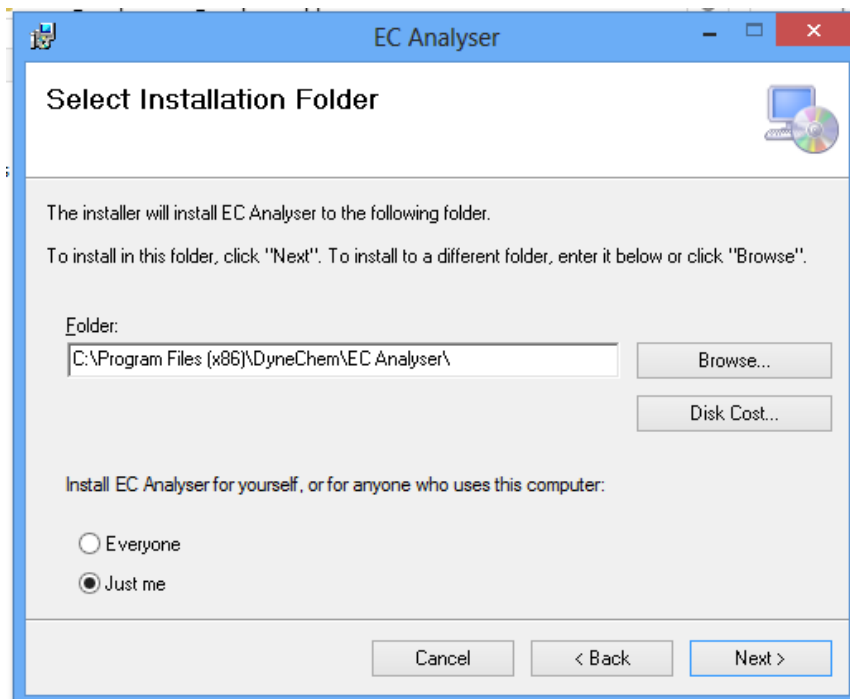 EC Analyser
Select Installation Folder
The installer will install EC Analyser to the following folder.
To install in this folder, click "Next". To install to a different folder, enter it below or click "Browse".
Folder:
C:\Program Files (x86)\DyneChem\EC Analyser\
Browse...
Disk Cost...
Install EC Analyser for yourself, or for anyone who uses this computer:
Everyone
Just me
Cancel
< Back
Next >